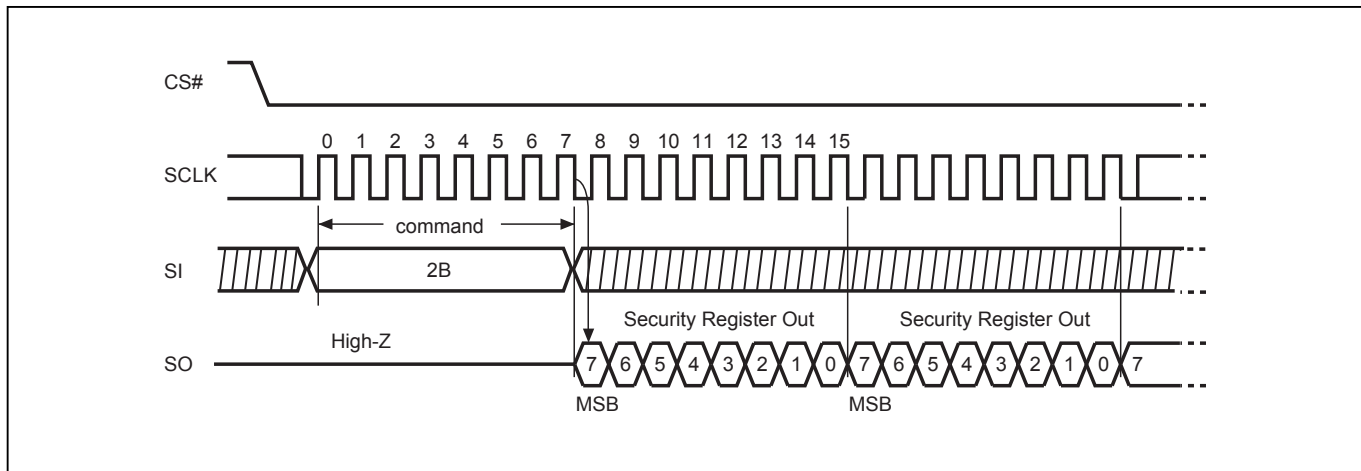 CS#
0 1 2 3 4 5 6 7 8 9 10 11 12 13 14 15
SCLK
command
SI
2B
Security Register Out Security Register Out
High-Z
SO
7 6 5 4 3 2 1 0 7 6 5 4 3 2 1 0 7
MSB MSB